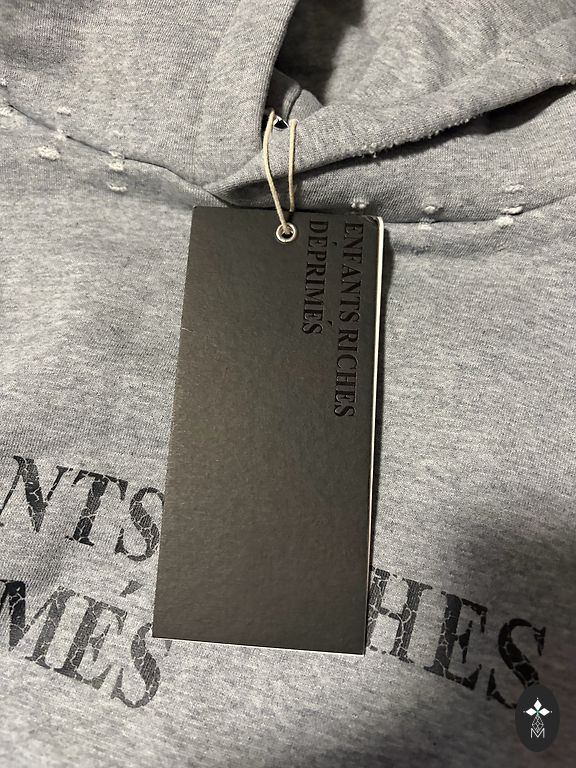 ENFANTS RICHES
DÉPRIMÉS
NTS HES
MÉS
M